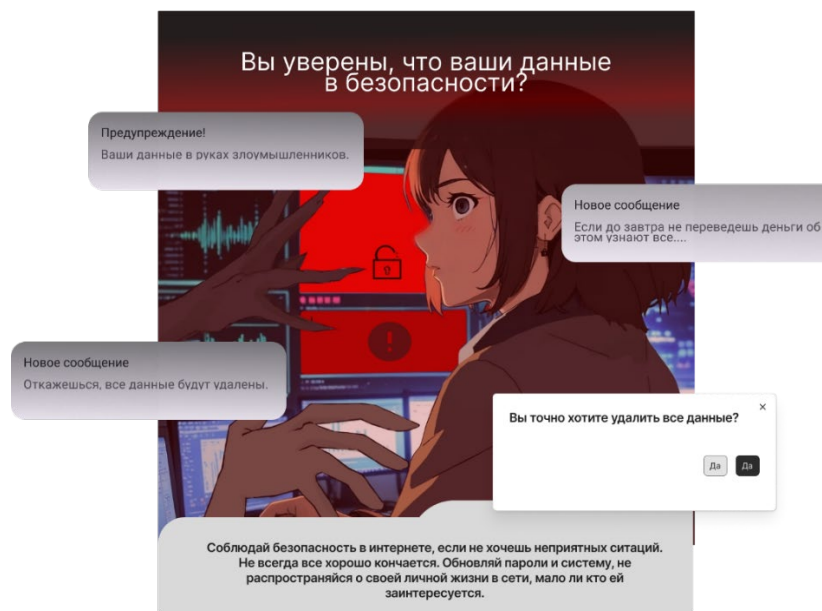 Вы уверены, что ваши данные
в безопасности?
Предупреждение!
Ваши данные в руках злоумышленников.
Новое сообщение
Если до завтра не переведешь деньги об
этом узнают все....
Новое сообщение
Откажешься, все данные будут удалены.
Вы точно хотите удалить все данные?
Да
Да
Соблюдай безопасность в интернете, если не хочешь неприятных ситаций.
Не всегда все хорошо кончается. Обновляй пароли и систему, не
распространяйся о своей личной жизни в сети, мало ли кто ей
заинтересуется.